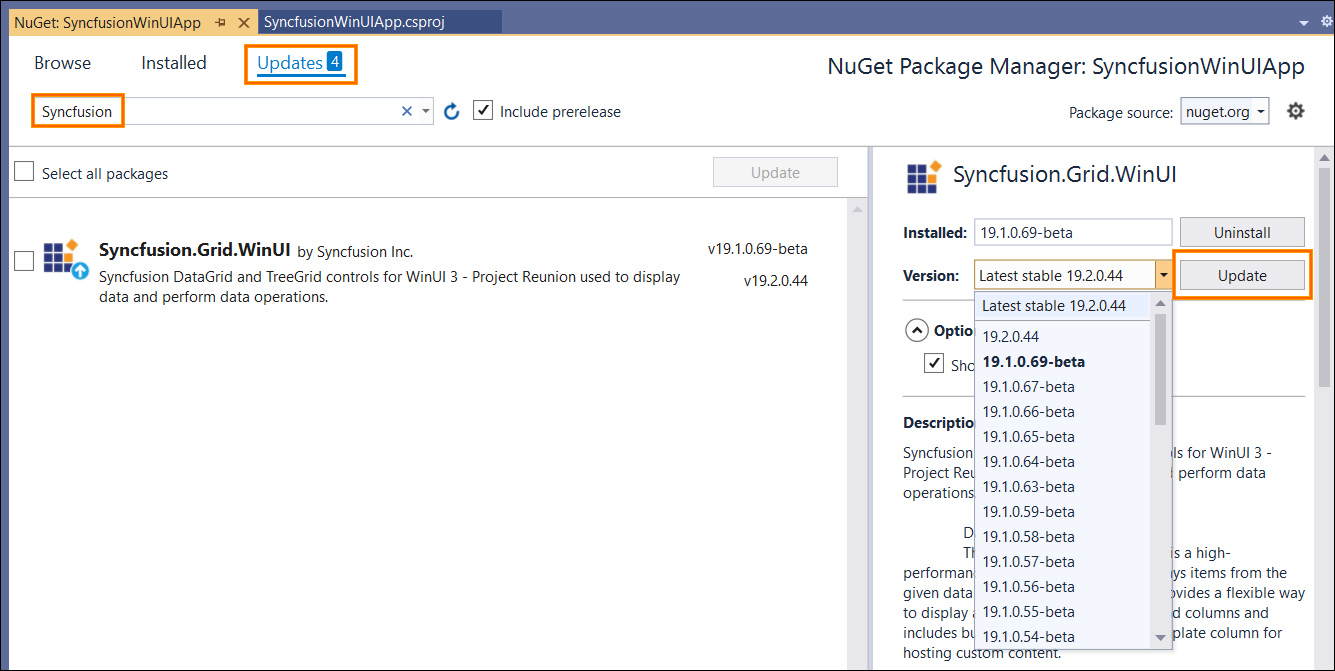 NuGet: SyncfusionWinUIApp
SyncfusionWinUIApp.csproj
Browse
Installed
Updates 4
NuGet Package Manager: SyncfusionWinUIApp
Syncfusion
Include prerelease
Package source: nuget.org
Select all packages
Update
Syncfusion.Grid.WinUI by Syncfusion Inc.
Syncfusion DataGrid and TreeGrid controls for WinUI 3 - Project Reunion used to display
data and perform data operations.
v19.1.0.69-beta
v19.2.0.44
Syncfusion.Grid.WinUI
Installed: 19.1.0.69-beta Uninstall
Version: Latest stable 19.2.0.44 Update
Latest stable 19.2.0.44
19.2.0.44
19.1.0.69-beta
19.1.0.67-beta
19.1.0.66-beta
19.1.0.65-beta
19.1.0.64-beta
19.1.0.63-beta
19.1.0.59-beta
19.1.0.58-beta
19.1.0.57-beta
19.1.0.56-beta
19.1.0.55-beta
19.1.0.54-beta
Optio
Sho
Descriptio
Syncfusion ls for WinUI 3 -
Project Reu perform data
operations
D
Th is a high-
performan ys items from the
given data ovides a flexible way
to display a d columns and
includes bu plate column for
hosting custom content.